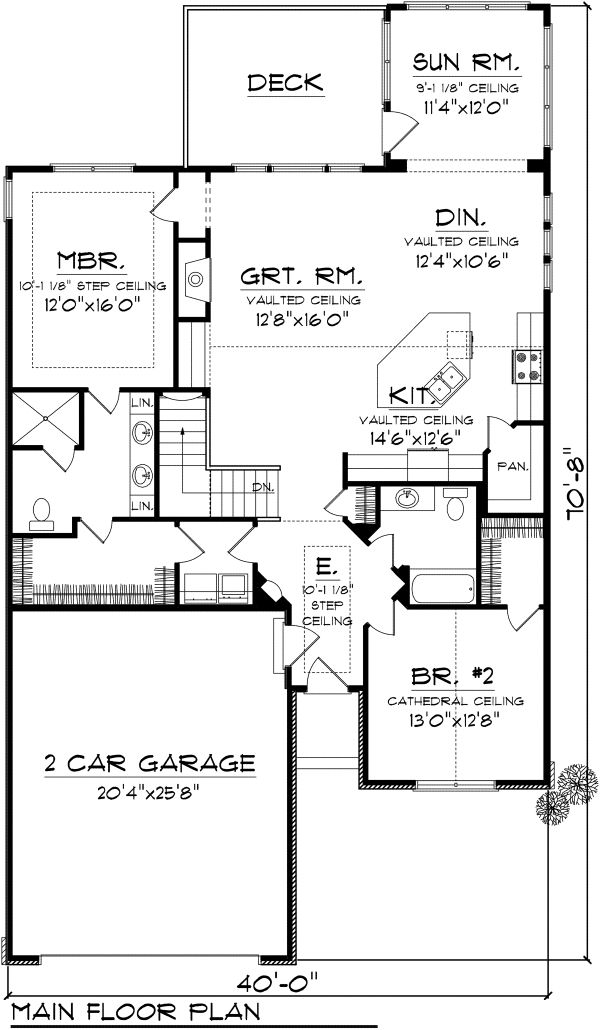 DECK
SUN RM.
9'-1 1/8" CEILING
11'4"x12'0"
MBR.
10'-1 1/8" STEP CEILING
12'0"x16'0"
GRT. RM.
VAULTED CEILING
12'8"x16'0"
DIN.
VAULTED CEILING
12'4"x10'6"
KIT.
VAULTED CEILING
14'6"x12'6"
LIN.
LIN.
DN.
PAN.
70'-8"
E.
10'-1 1/8"
STEP
CEILING
BR. #2
CATHEDRAL CEILING
13'0"x12'8"
2 CAR GARAGE
20'4"x25'8"
40'-0"
MAIN FLOOR PLAN